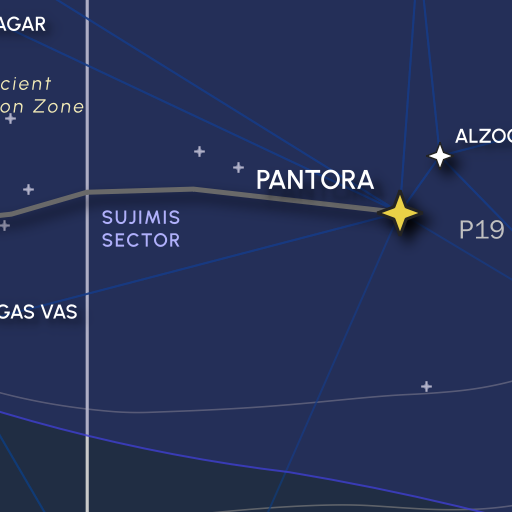 AGAR
cient
on Zone
ALZOC
PANTORA
SUJIMIS
SECTOR
P19
GAS VAS